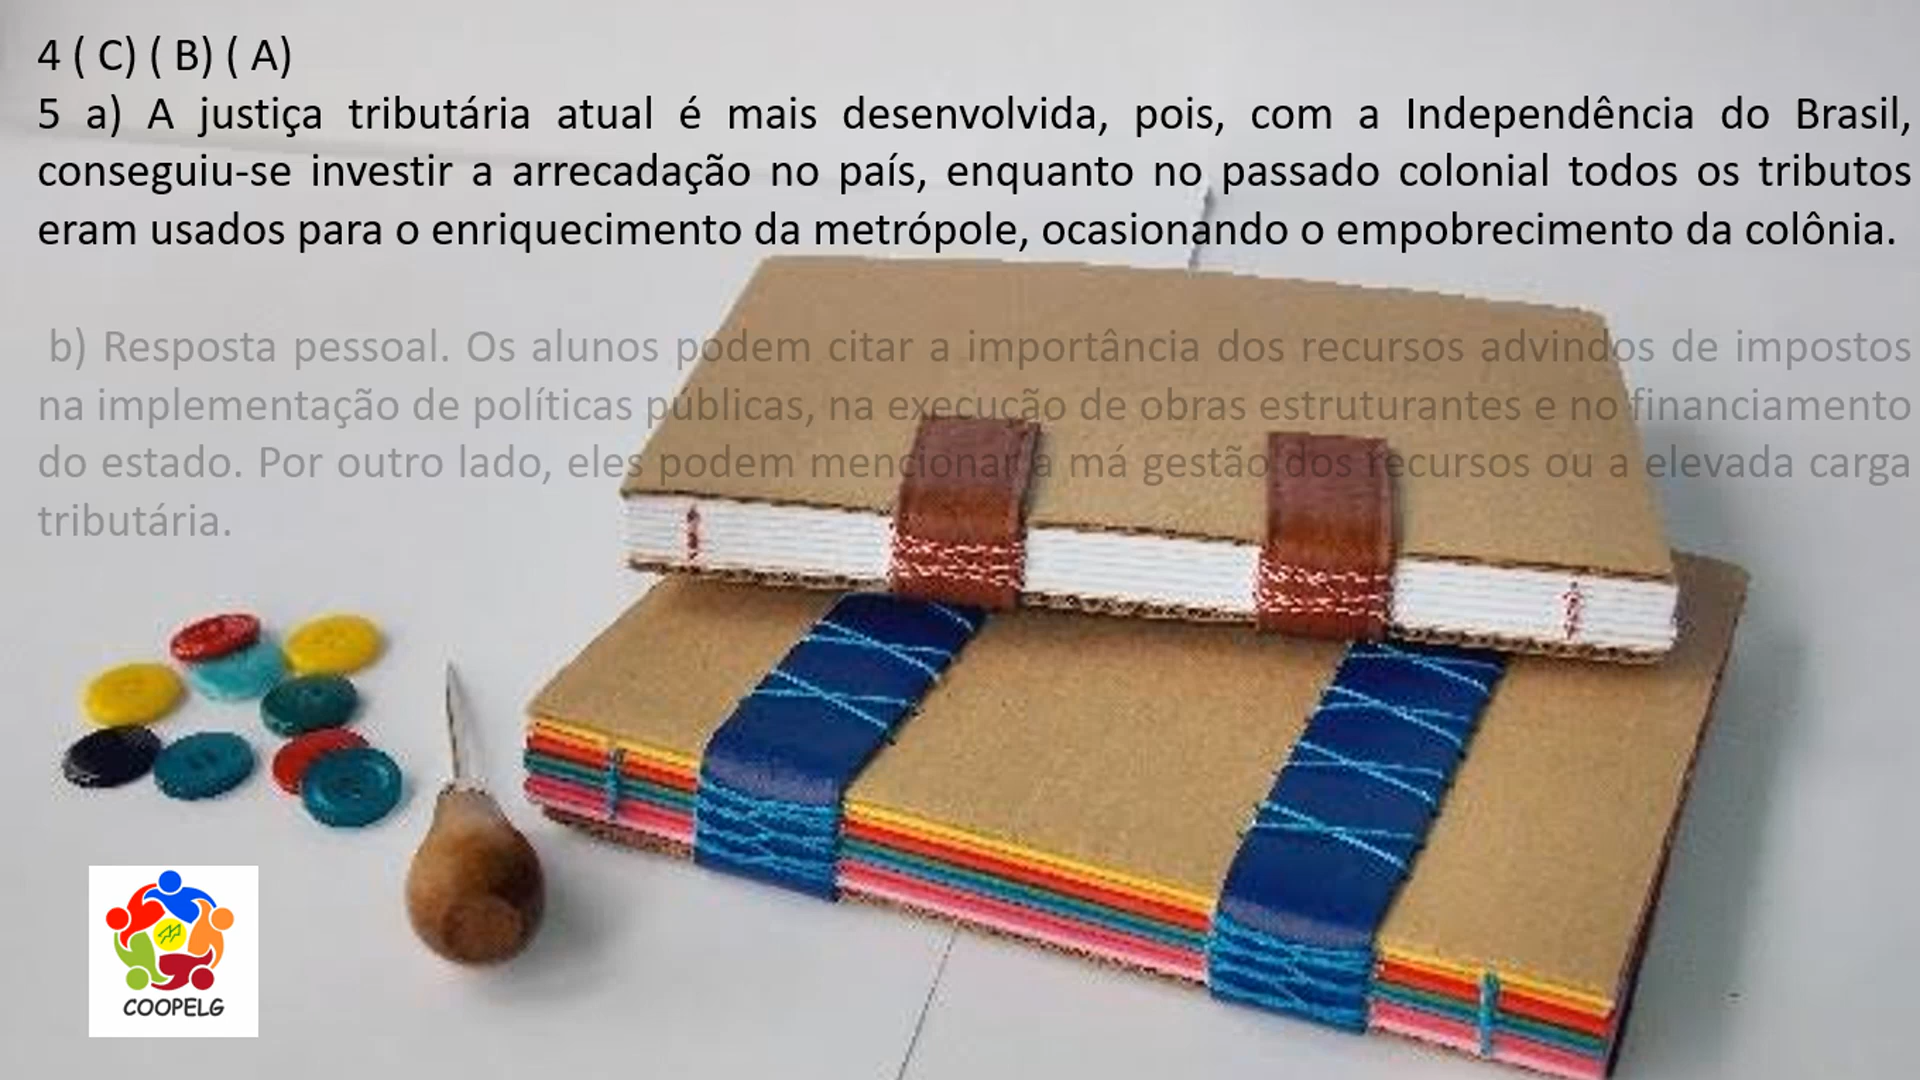 4 ( C) ( B) ( A)
5 a) A justiça tributária atual é mais desenvolvida, pois, com a Independência do Brasil,
conseguiu-se investir a arrecadação no país, enquanto no passado colonial todos os tributos
eram usados para o enriquecimento da metrópole, ocasionando o empobrecimento da colônia.
b) Resposta pessoal. Os alunos podem citar a importância dos recursos advindos de impostos
na implementação de políticas públicas, na execução de obras estruturantes e no financiamento
do estado. Por outro lado, eles podem mencionar a má gestão dos recursos ou a elevada carga
tributária.
COOPELG